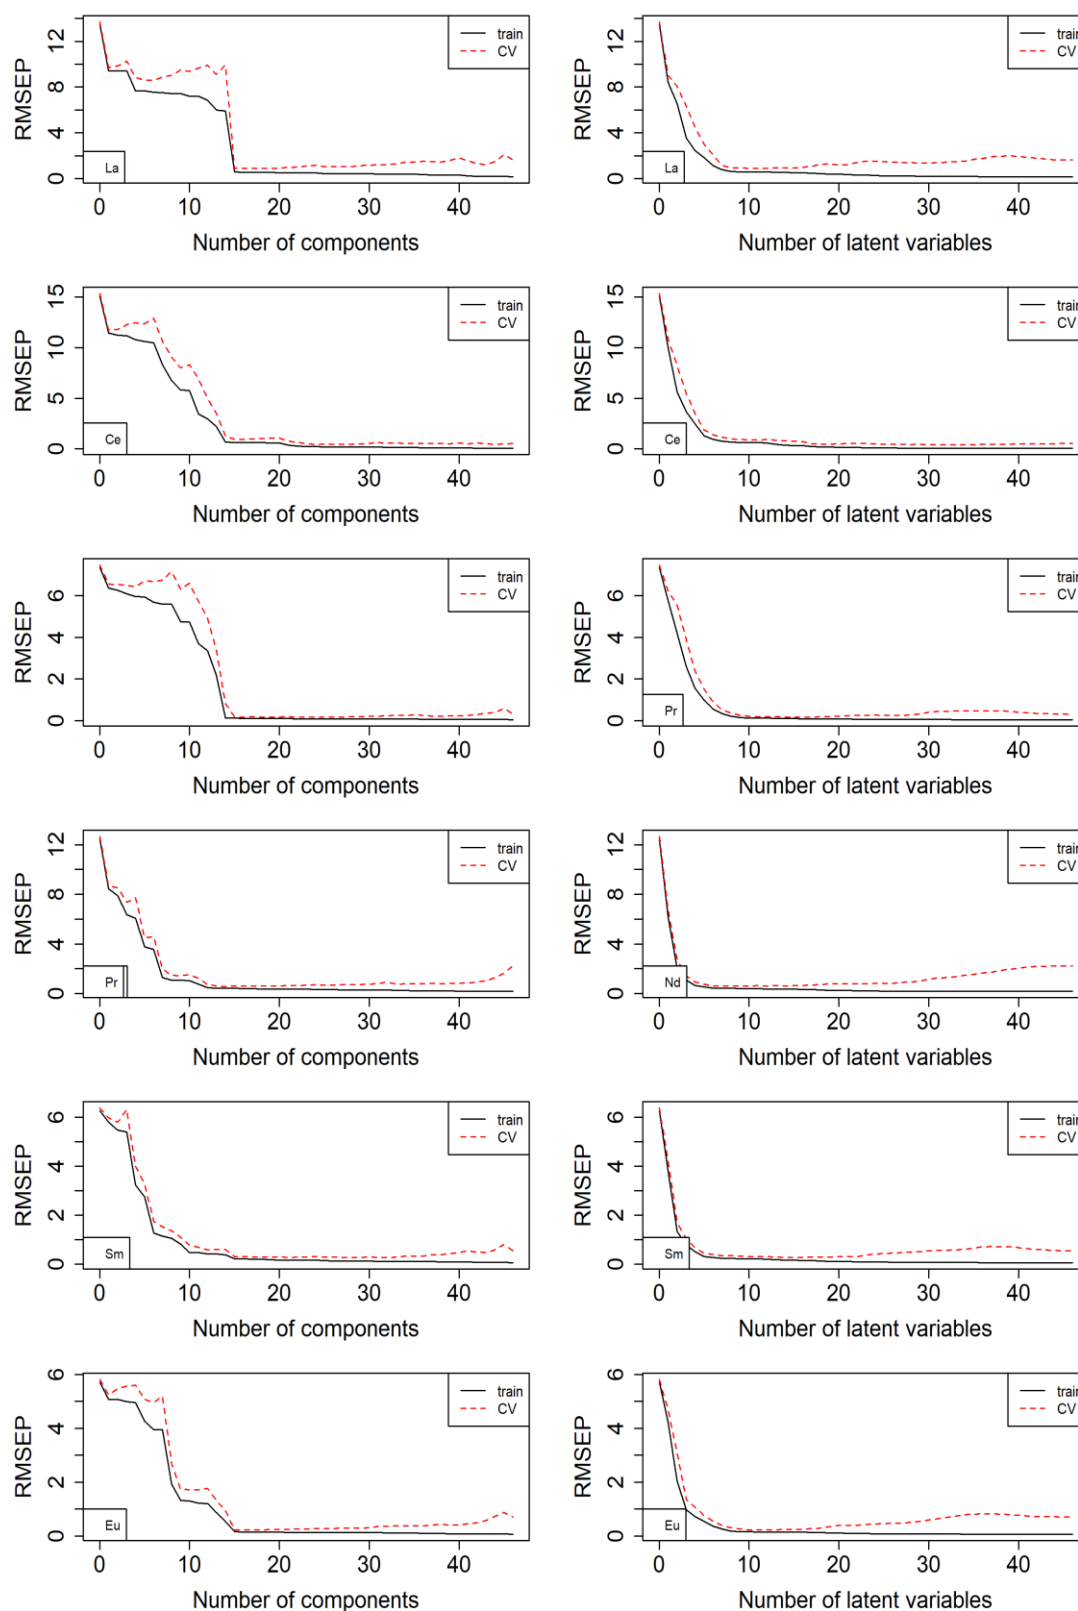 RMSEP
0 4 8 12
train
CV
La
0 10 20 30 40
Number of components
RMSEP
0 4 8 12
train
CV
La
0 10 20 30 40
Number of latent variables
RMSEP
0 5 10 15
train
CV
Ce
0 10 20 30 40
Number of components
RMSEP
0 5 10 15
train
CV
Ce
0 10 20 30 40
Number of latent variables
RMSEP
0 2 4 6
train
CV
0 10 20 30 40
Number of components
RMSEP
0 2 4 6
train
CV
Pr
0 10 20 30 40
Number of latent variables
RMSEP
0 4 8 12
train
CV
Pr
0 10 20 30 40
Number of components
RMSEP
0 4 8 12
train
CV
Nd
0 10 20 30 40
Number of latent variables
RMSEP
0 2 4 6
train
CV
Sm
0 10 20 30 40
Number of components
RMSEP
0 2 4 6
train
CV
Sm
0 10 20 30 40
Number of latent variables
RMSEP
0 2 4 6
train
CV
Eu
0 10 20 30 40
Number of components
RMSEP
0 2 4 6
train
CV
Eu
0 10 20 30 40
Number of latent variables